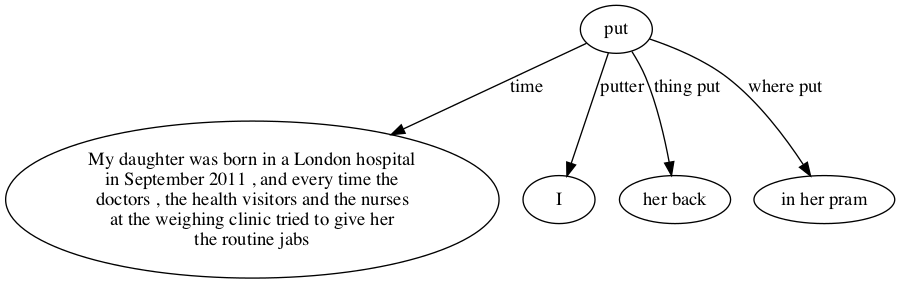 put
time
putter
thing put
where put
My daughter was born in a London hospital
in September 2011 , and every time the
doctors , the health visitors and the nurses
at the weighing clinic tried to give her
the routine jabs
I
her back
in her pram